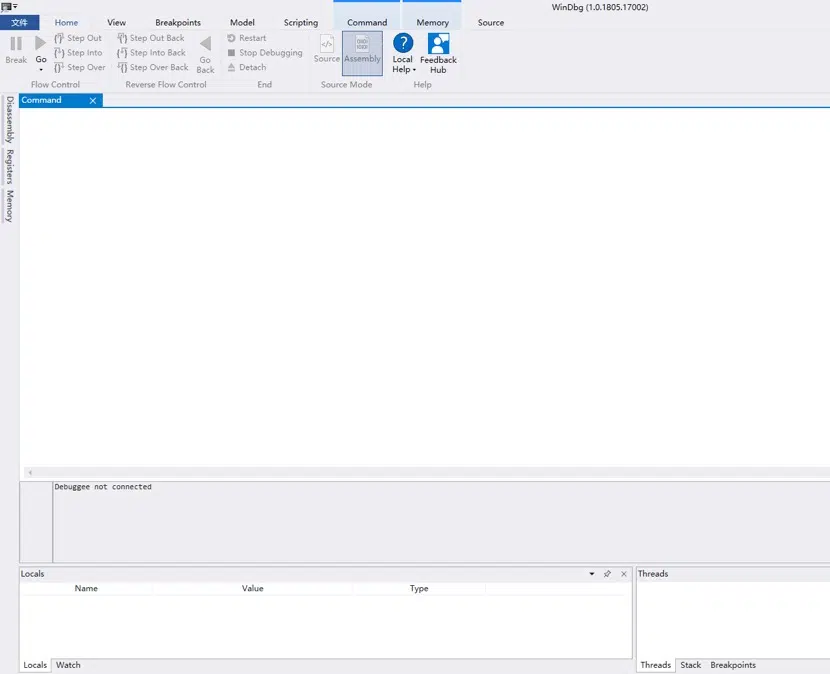 WinDbg (1.0.1805.17002)
文件 Home View Breakpoints Model Scripting Command Memory Source
Break
Go
Step Out
Step Into
Step Over
Flow Control
Step Out Back
Step Into Back
Step Over Back
Go
Back
Reverse Flow Control
Restart
Stop Debugging
Detach
End
Source
Assembly
Source Mode
Local
Help
Feedback
Hub
Help
Disassembly
Registers
Memory
Command
Debuggee not connected
Locals
Name Value Type
Locals Watch
Threads
Threads Stack Breakpoints